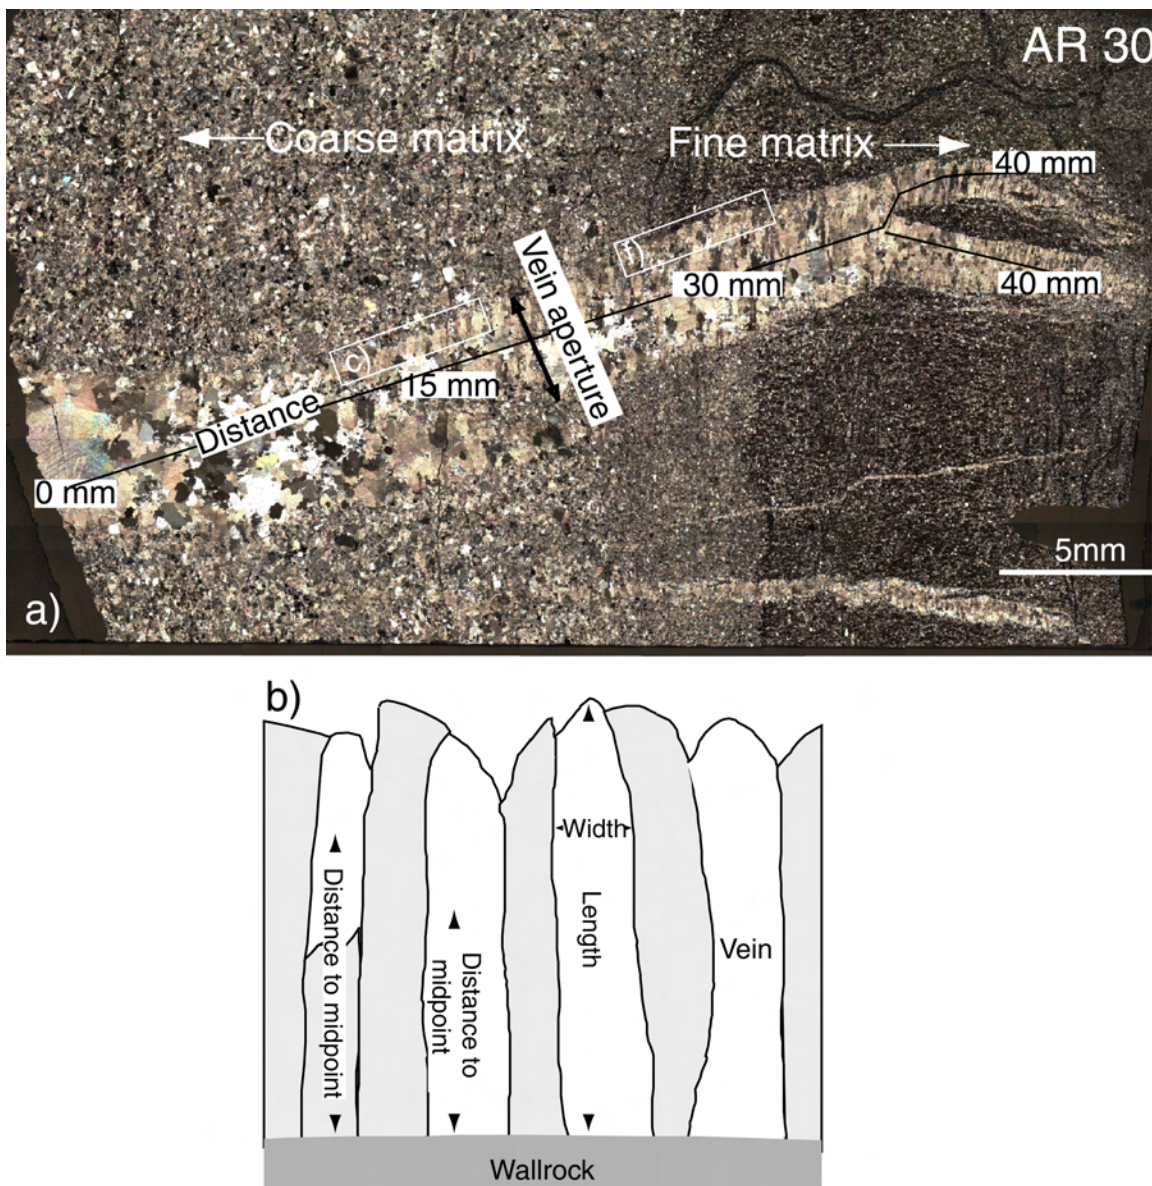 AR 30
Coarse matrix
Fine matrix
40 mm
f)
Vein aperture
30 mm
40 mm
c)
15 mm
Distance
0 mm
5mm
a)
b)
Width
Distance to midpoint
Distance to
midpoint
Length
Vein
Wallrock